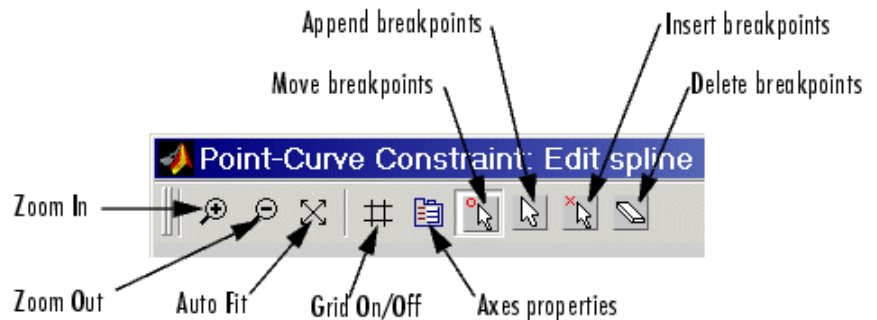 Append breakpoints
Insert breakpoints
Move breakpoints
Delete breakpoints
Point-Curve Constraint: Edit spline
Zoom In
Zoom Out
Auto Fit
Grid On/Off
Axes properties